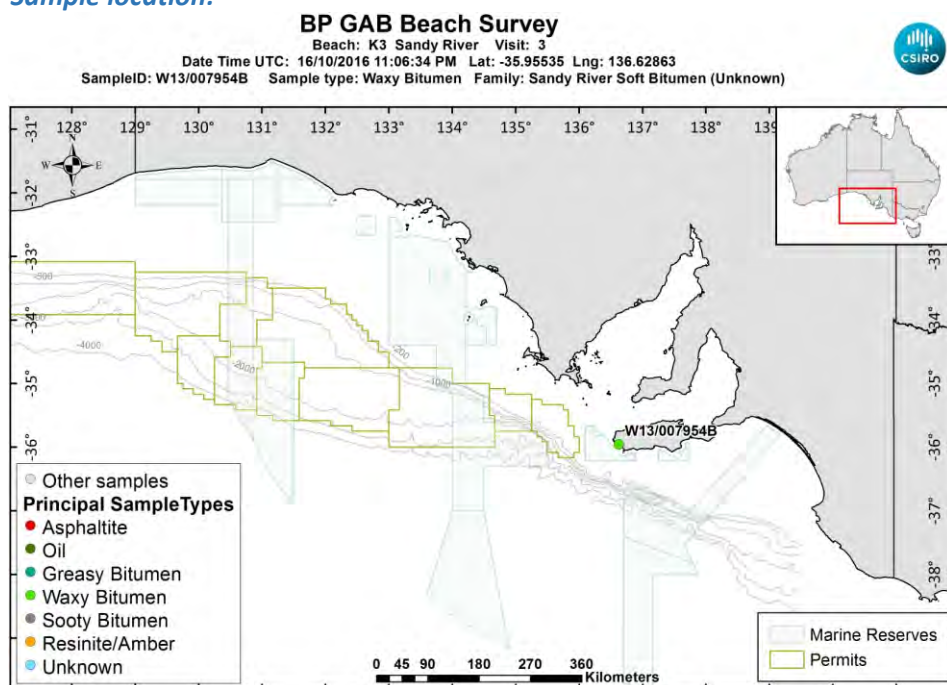 Sample location:
BP GAB Beach Survey
Beach: K3 Sandy River Visit: 3
Date Time UTC: 16/10/2016 11:06:34 PM Lat: -35.95535 Lng: 136.62863
SampleID: W13/007954B Sample type: Waxy Bitumen Family: Sandy River Soft Bitumen (Unknown)
CSIRO
128° 129° 130° 131° 132° 133° 134° 135° 136° 137° 138° 139°
-31°
-32°
-33°
-34°
-35°
-36°
-37°
-38°
N
W E
S
-33°
-34°
-35°
-36°
-37°
-38°
-200
-1000
-2000
-4000
W13/007954B
Other samples
Principal SampleTypes
Asphaltite
Oil
Greasy Bitumen
Waxy Bitumen
Sooty Bitumen
Resinite/Amber
Unknown
0 45 90 180 270 360
Kilometers
Marine Reserves
Permits